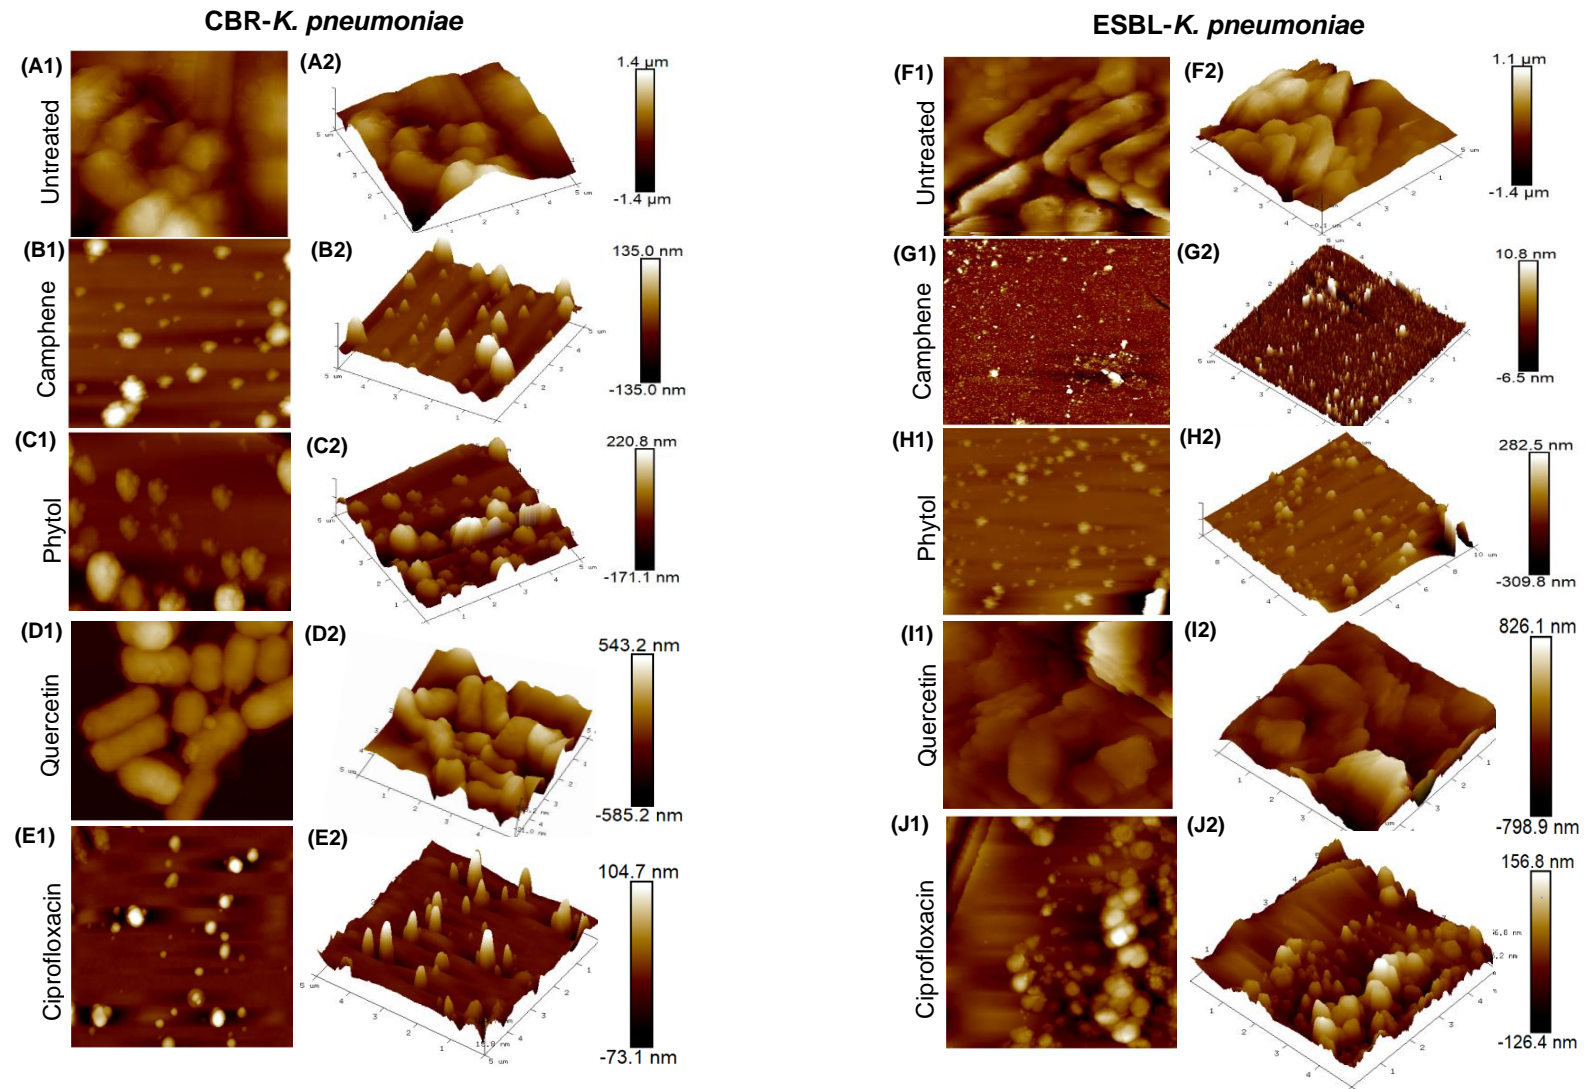 CBR-K. pneumoniae
ESBL-K. pneumoniae
(A1)
Untreated
(A2)
1.4 µm
-1.4 µm
(F1)
Untreated
(F2)
1.1 µm
-1.4 µm
(B1)
Camphene
(B2)
135.0 nm
-135.0 nm
(G1)
Camphene
(G2)
10.8 nm
-6.5 nm
(C1)
Phytol
(C2)
220.8 nm
-171.1 nm
(H1)
Phytol
(H2)
282.5 nm
-309.8 nm
(D1)
Quercetin
(D2)
543.2 nm
-585.2 nm
(I1)
Quercetin
(I2)
826.1 nm
-798.9 nm
(E1)
Ciprofloxacin
(E2)
104.7 nm
-73.1 nm
(J1)
Ciprofloxacin
(J2)
156.8 nm
-126.4 nm